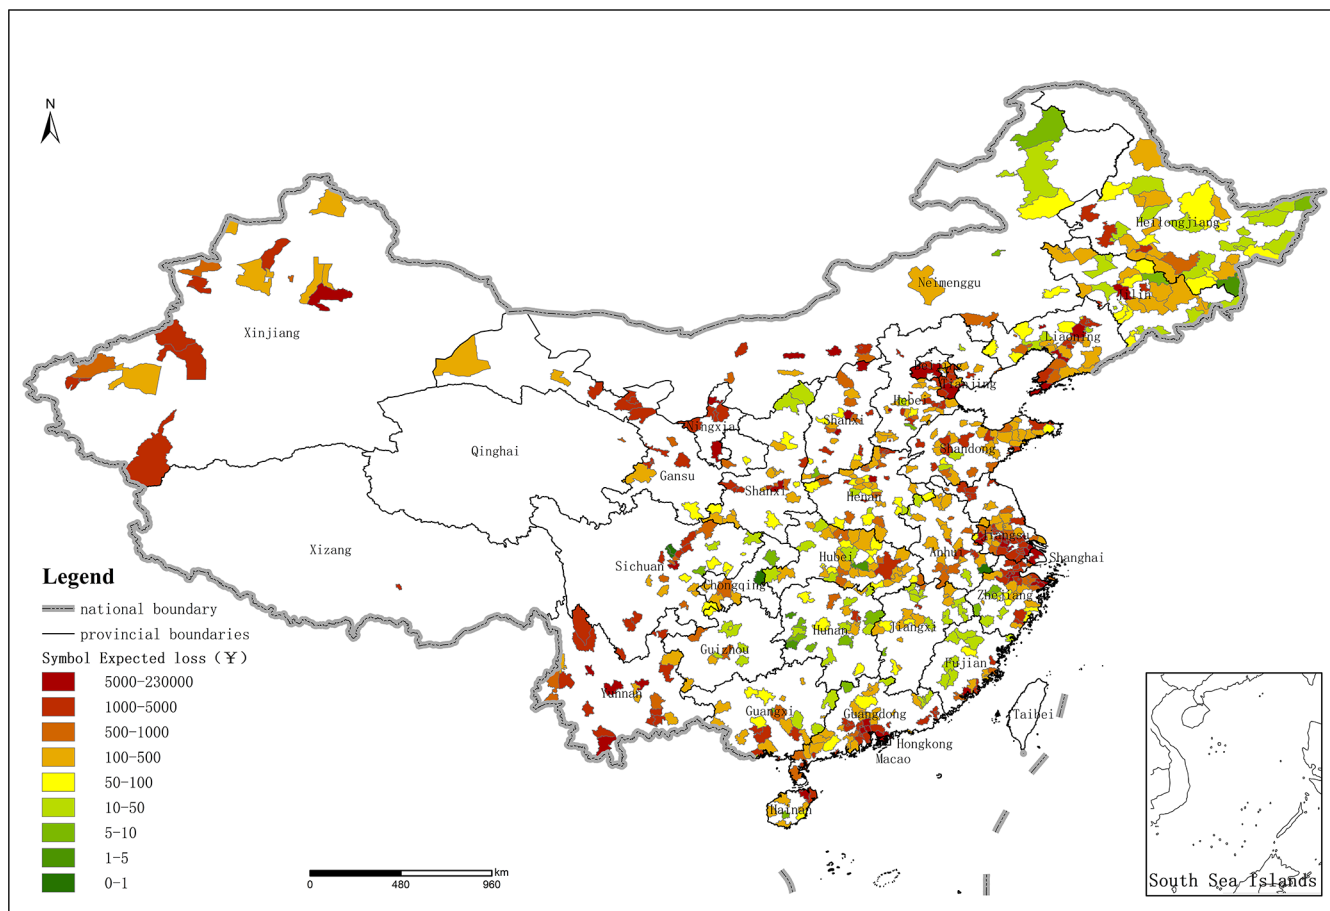 N
Heilongjiang
Neimenggu
Jilin
Xinjiang
Liaoning
Beijing
Tianjing
Hebei
Shanxi
Ningxia
Qinghai
Shandong
Gansu
Shanxi
Henan
Xizang
Jiangsu
Anhui
Hubei
Shanghai
Sichuan
Chongqing
Zhejiang
Hunan
jiangxi
Guizhou
Fujian
Yunnan
Guangxi
Guangdong
Taibei
Hongkong
Macao
Hainan
Legend
national boundary
provincial boundaries
Symbol Expected loss（￥）
5000-230000
1000-5000
500-1000
100-500
50-100
10-50
5-10
1-5
0-1
km
0 480 960
South Sea Islands